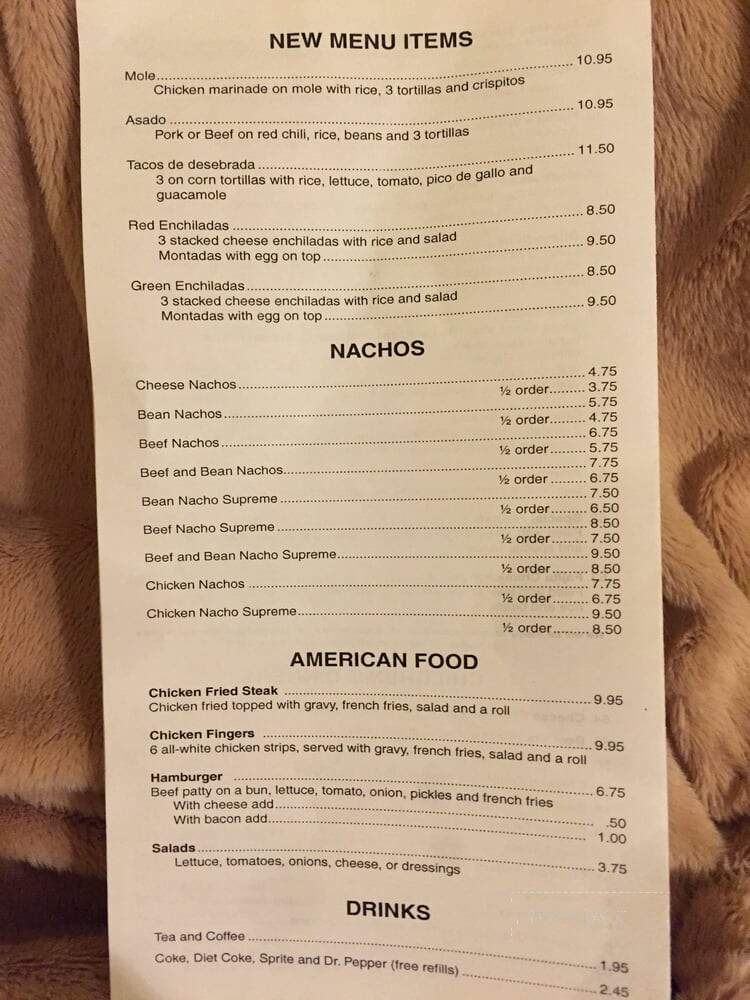 NEW MENU ITEMS
Mole........ 10.95
Chicken marinade on mole with rice, 3 tortillas and crispitos
Asado ........ 10.95
Pork or Beef on red chili, rice, beans and 3 tortillas
Tacos de desebrada ........ 11.50
3 on corn tortillas with rice, lettuce, tomato, pico de gallo and
guacamole
Red Enchiladas ........ 8.50
3 stacked cheese enchiladas with rice and salad
Montadas with egg on top ........ 9.50
Green Enchiladas........ 8.50
3 stacked cheese enchiladas with rice and salad
Montadas with egg on top ........ 9.50
NACHOS
Cheese Nachos ........ 4.75
½ order......... 3.75
Bean Nachos........ 5.75
½ order......... 4.75
Beef Nachos ........ 6.75
½ order......... 5.75
Beef and Bean Nachos........ 7.75
½ order ......... 6.75
Bean Nacho Supreme ........ 7.50
½ order ......... 6.50
Beef Nacho Supreme ........ 8.50
½ order......... 7.50
Beef and Bean Nacho Supreme........ 9.50
½ order......... 8.50
Chicken Nachos ........ 7.75
½ order......... 6.75
Chicken Nacho Supreme........ 9.50
½ order......... 8.50
AMERICAN FOOD
Chicken Fried Steak ........ 9.95
Chicken fried topped with gravy, french fries, salad and a roll
Chicken Fingers ........ 9.95
6 all-white chicken strips, served with gravy, french fries, salad and a roll
Hamburger ........ 6.75
Beef patty on a bun, lettuce, tomato, onion, pickles and french fries
With cheese add........ .50
With bacon add........ 1.00
Salads........ 3.75
Lettuce, tomatoes, onions, cheese, or dressings
DRINKS
Tea and Coffee ........ 1.95
Coke, Diet Coke, Sprite and Dr. Pepper (free refills) ........ 2.45